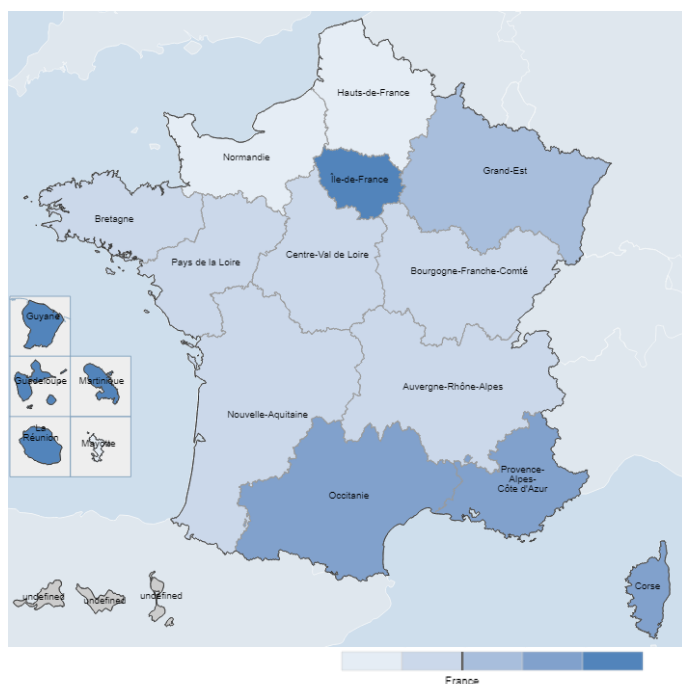 Hauts-de-France
Normandie
Île-de-France
Grand-Est
Bretagne
Pays de la Loire
Centre-Val de Loire
Bourgogne-Franche-Comté
Guyane
Guadeloupe
Martinique
Auvergne-Rhône-Alpes
Nouvelle-Aquitaine
La
Réunion
Mayotte
Provence-
Alpes-
Côte d'Azur
Occitanie
Corse
undefined
undefined
undefined
France